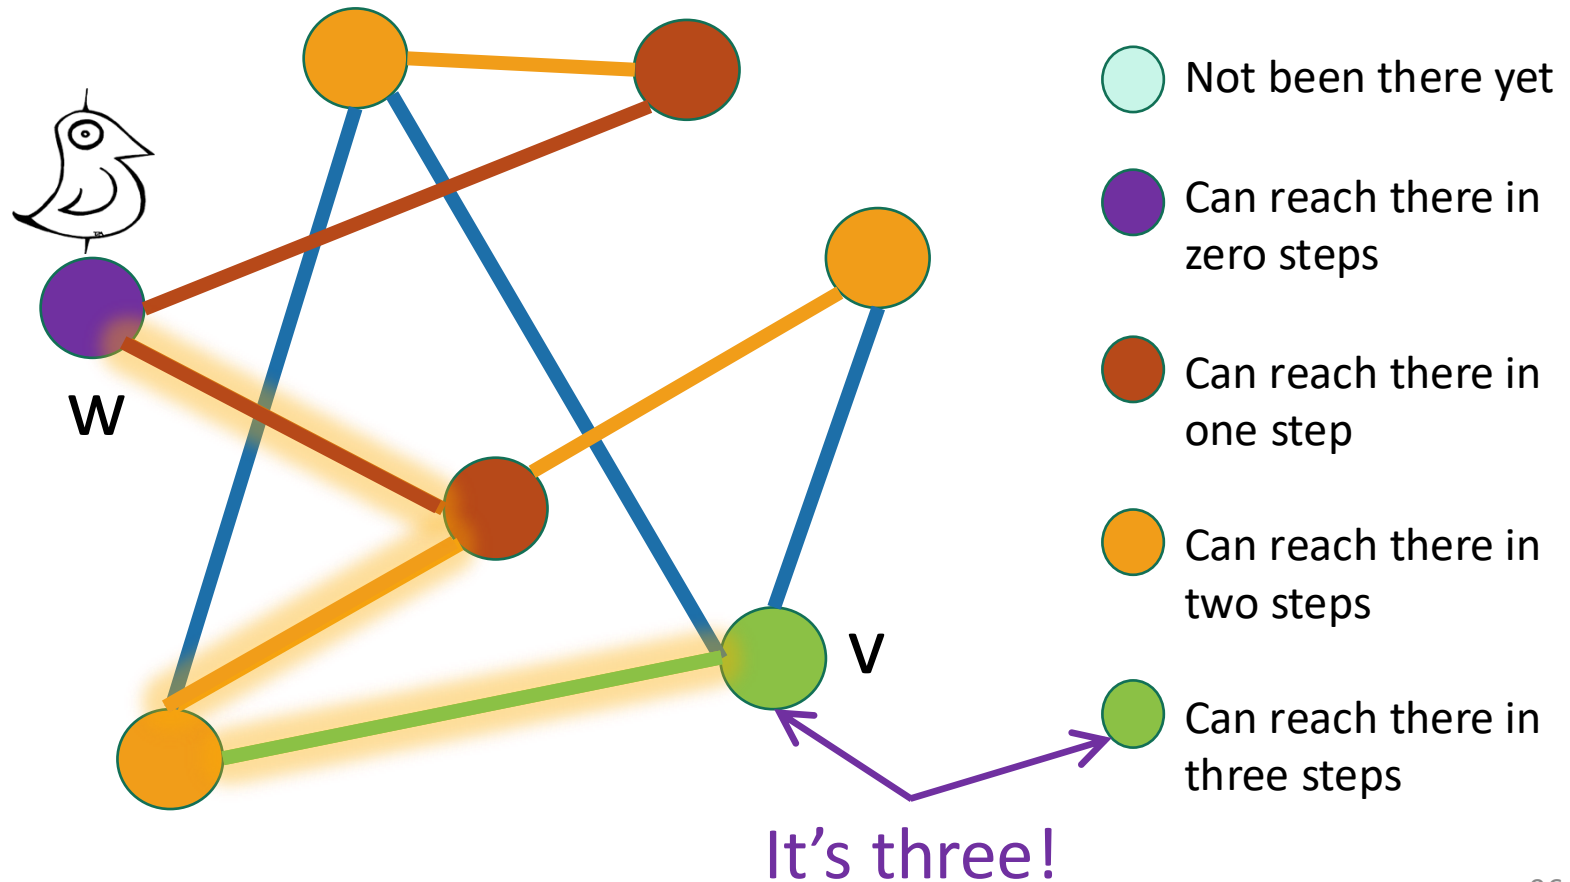 Not been there yet
Can reach there in
zero steps
w
Can reach there in
one step
Can reach there in
two steps
v
Can reach there in
three steps
It's three!